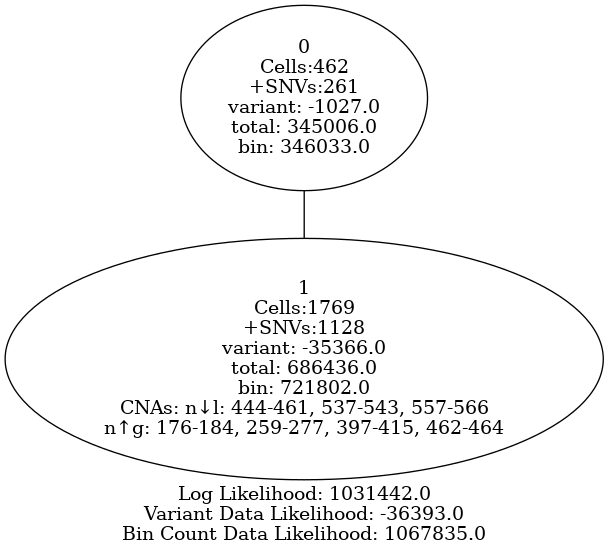 0
Cells:462
+SNVs:261
variant: -1027.0
total: 345006.0
bin: 346033.0
1
Cells:1769
+SNVs:1128
variant: -35366.0
total: 686436.0
bin: 721802.0
CNAs: n↓l: 444-461, 537-543, 557-566
n↑g: 176-184, 259-277, 397-415, 462-464
Log Likelihood: 1031442.0
Variant Data Likelihood: -36393.0
Bin Count Data Likelihood: 1067835.0